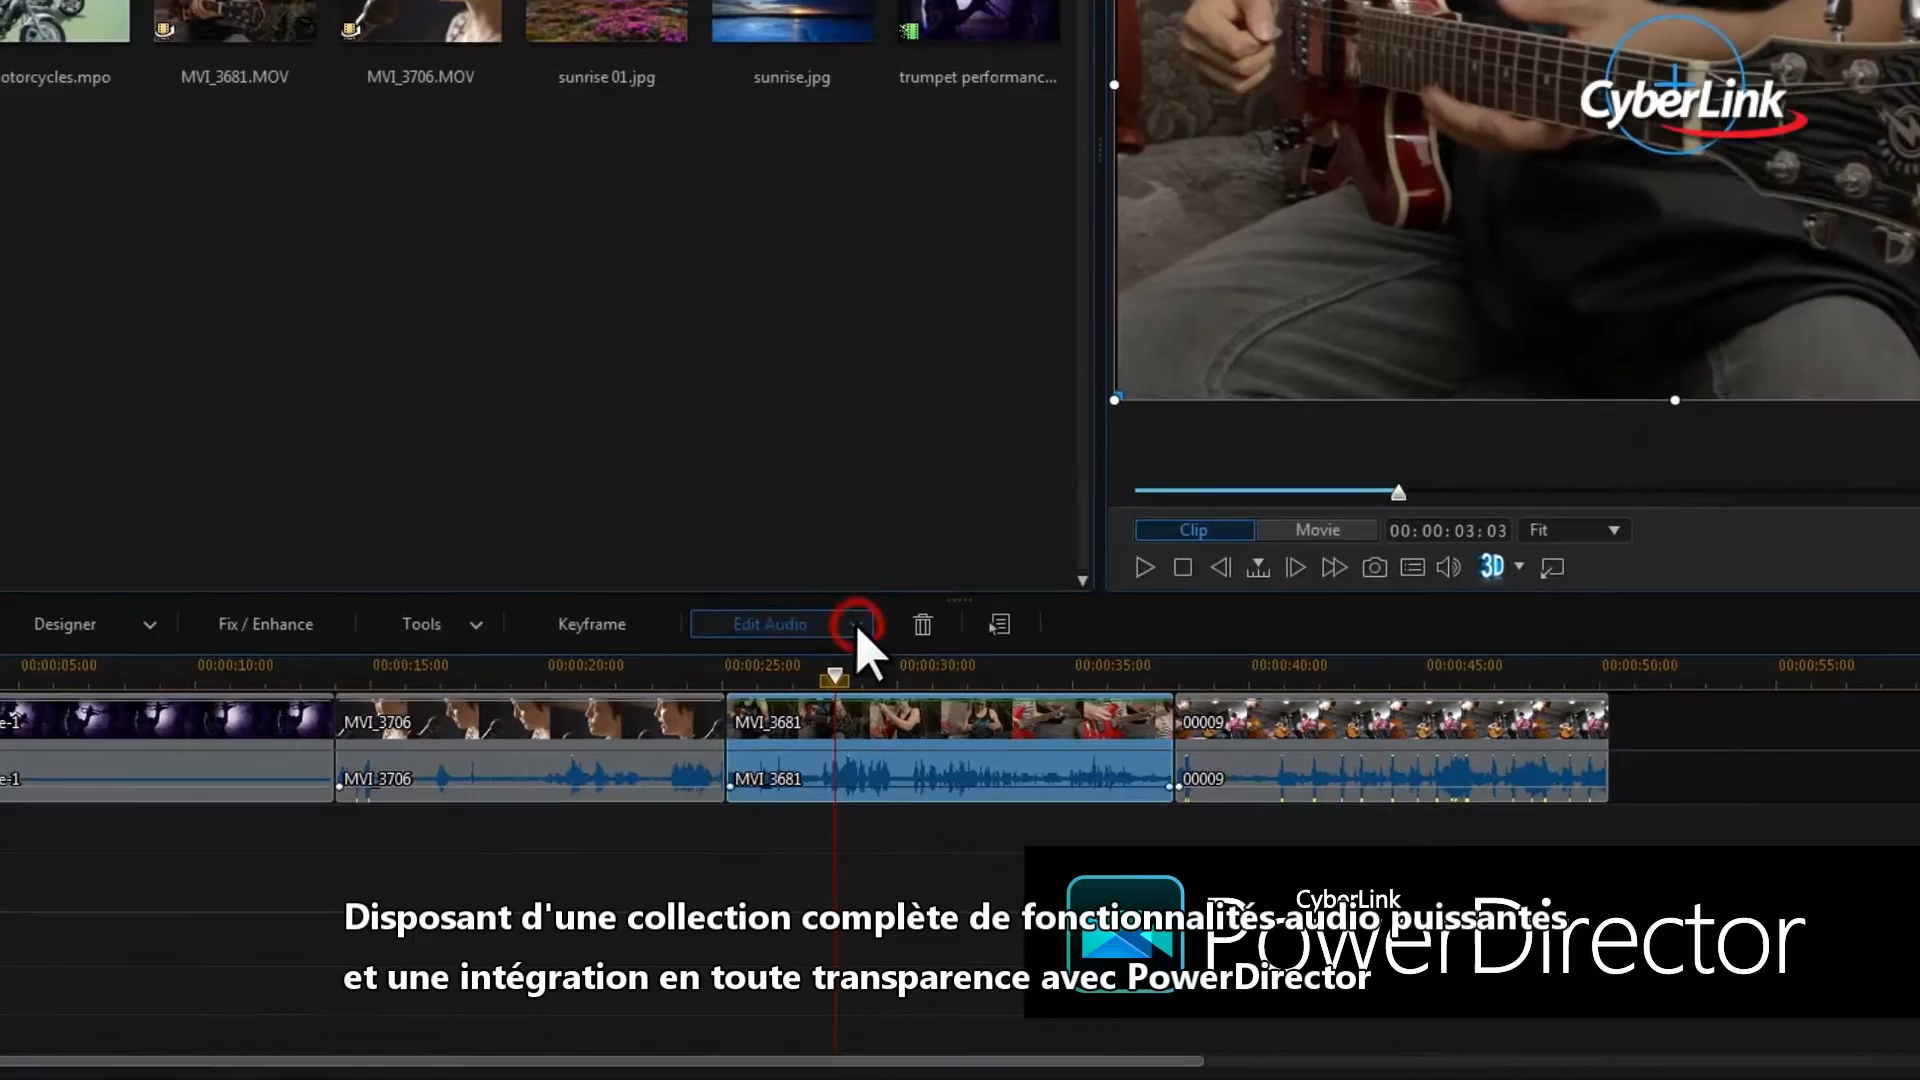 otorcycles.mpo
MVI_3681.MOV
MVI_3706.MOV
sunrise 01.jpg
sunrise.jpg
trumpet performanc...
CyberLink
Clip
Movie
00:00:03:03
Fit
3D
Designer
Fix / Enhance
Tools
Keyframe
Edit Audio
00:00:05:00
00:00:10:00
00:00:15:00
00:00:20:00
00:00:25:00
00:00:30:00
00:00:35:00
00:00:40:00
00:00:45:00
00:00:50:00
00:00:55:00
e-1
MVI_3706
MVI_3681
00009
e-1
MVI_3706
MVI_3681
00009
CyberLink
PowerDirector
Disposant d'une collection complète de fonctionnalités audio puissantes
et une intégration en toute transparence avec PowerDirector